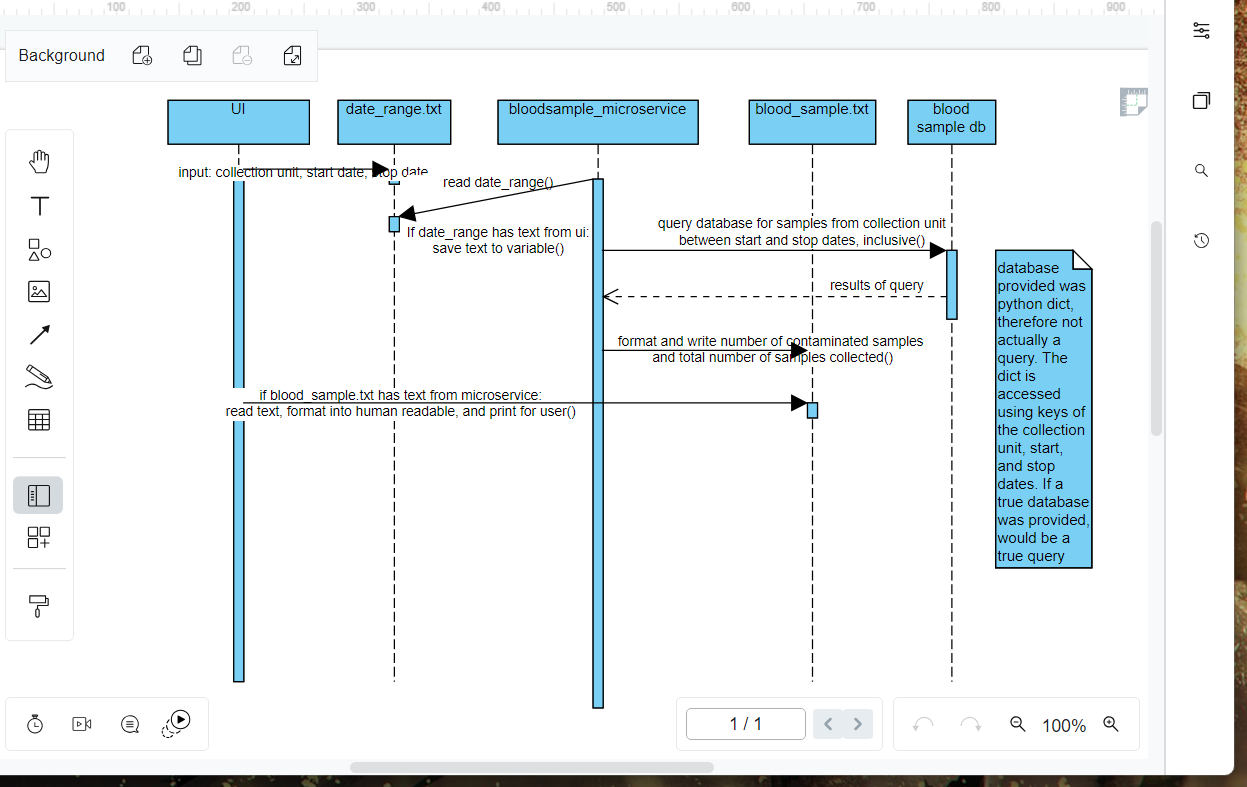 100 200 300 400 500 600 700 800 900
Background
UI
date_range.txt
bloodsample_microservice
blood_sample.txt
blood
sample db
input: collection unit, start date, stop date
read date_range()
If date_range has text from ui:
save text to variable()
query database for samples from collection unit
between start and stop dates, inclusive()
results of query
format and write number of contaminated samples
and total number of samples collected()
if blood_sample.txt has text from microservice:
read text, format into human readable, and print for user()
database
provided was
python dict,
therefore not
actually a
query. The
dict is
accessed
using keys of
the collection
unit, start,
and stop
dates. If a
true database
was provided,
would be a
true query
1 / 1
100%